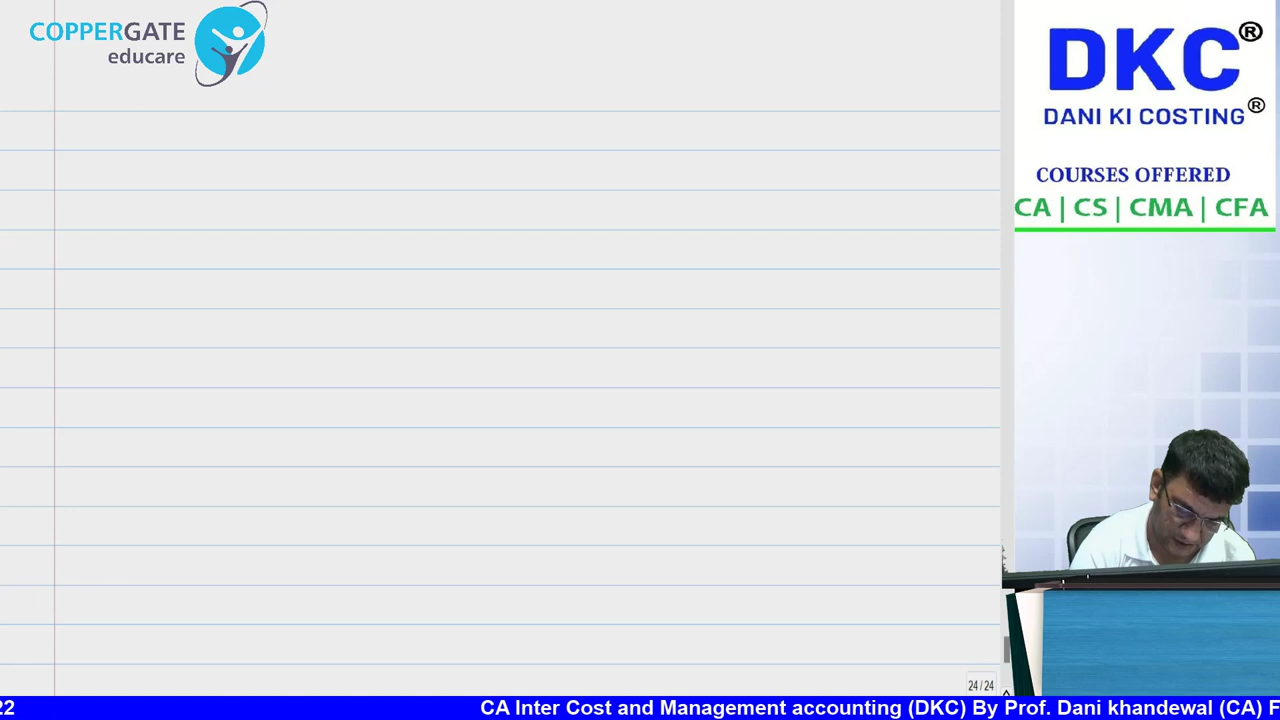 COPPERGATE
educare
DKC®
DANI KI COSTING®
COURSES OFFERED
CA | CS | CMA | CFA
24/24
22 CA Inter Cost and Management accounting (DKC) By Prof. Dani khandewal (CA) F